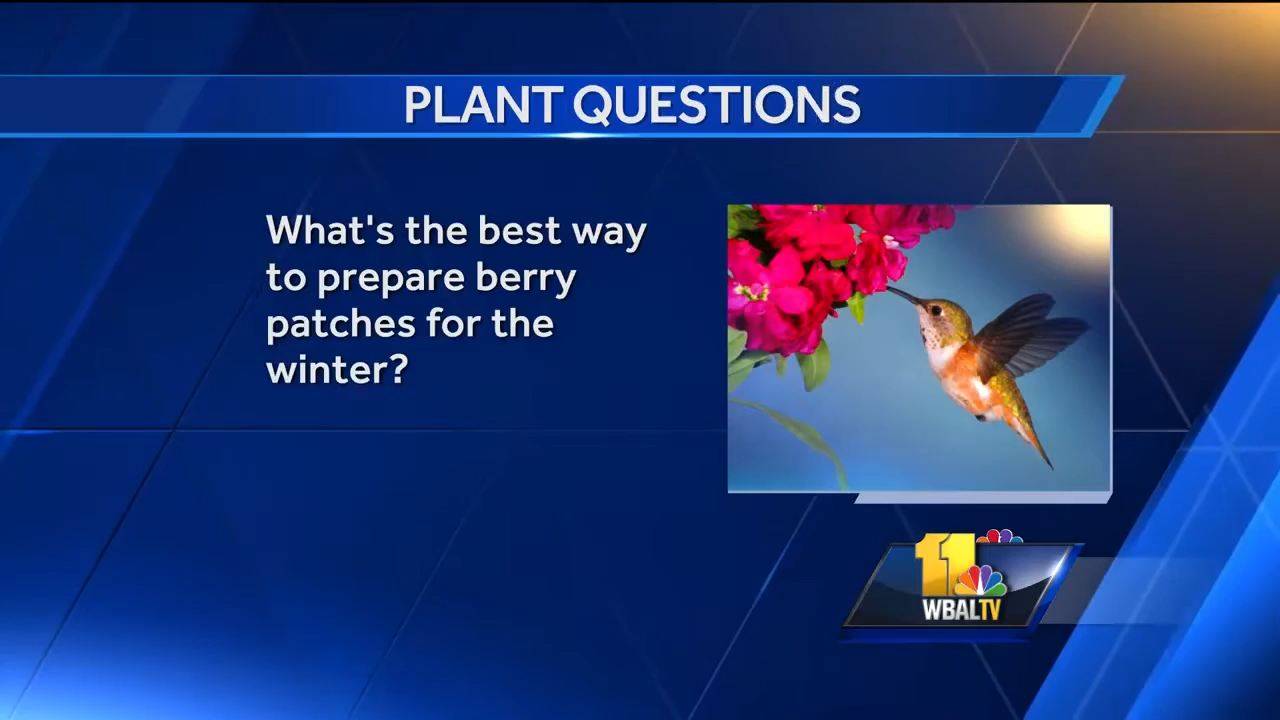 PLANT QUESTIONS
What's the best way
to prepare berry
patches for the
winter?
11
WBALTV